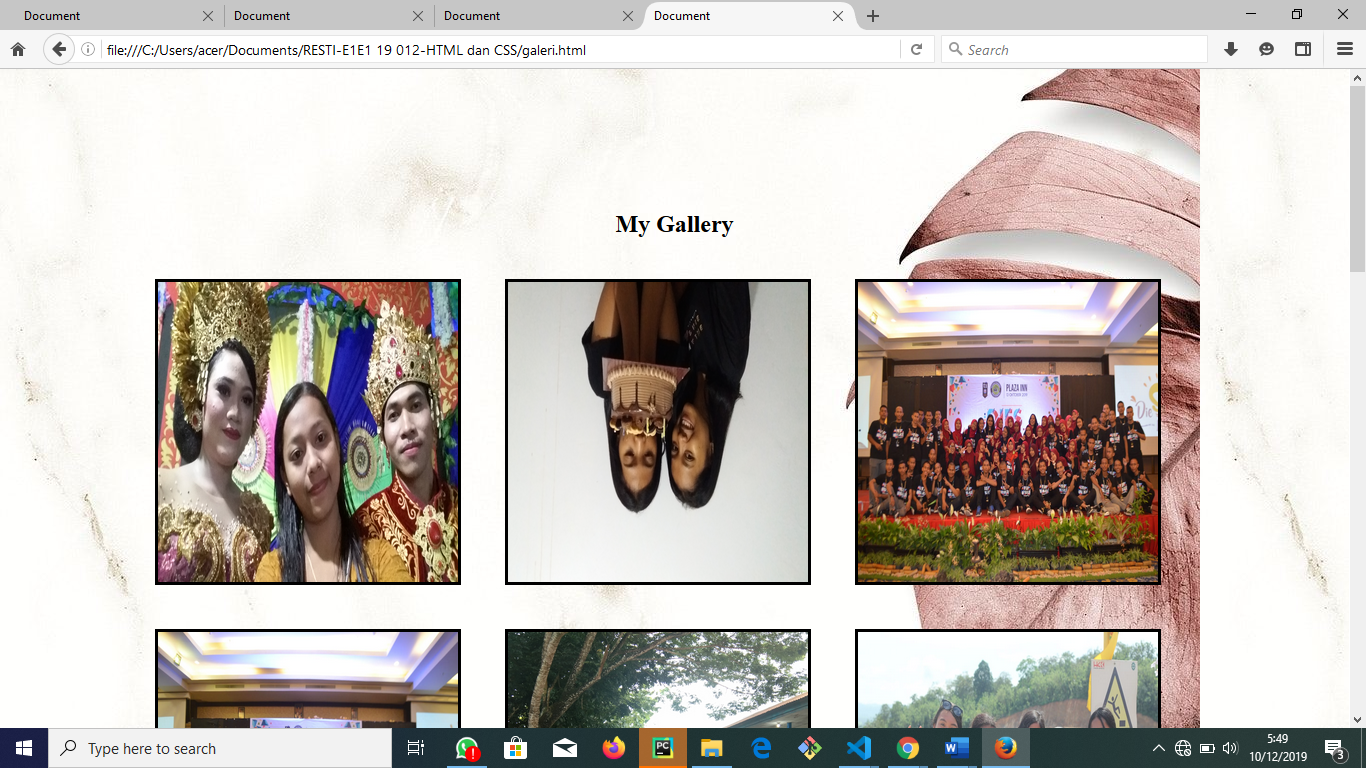 Document
Document
Document
Document
file:///C:/Users/acer/Documents/RESTI-E1E1 19 012-HTML dan CSS/galeri.html
Search
My Gallery
PLAZA INN
Type here to search
5:49
10/12/2019
3